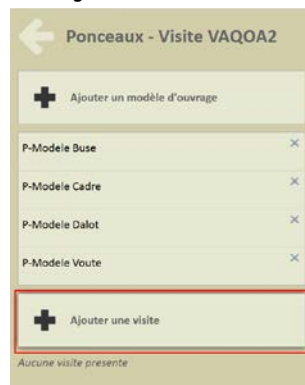 Ponceaux - Visite VAQOA2
Ajouter un modèle d'ouvrage
P-Modele Buse
P-Modele Cadre
P-Modele Dalot
P-Modele Voute
Ajouter une visite
Aucune visite presente